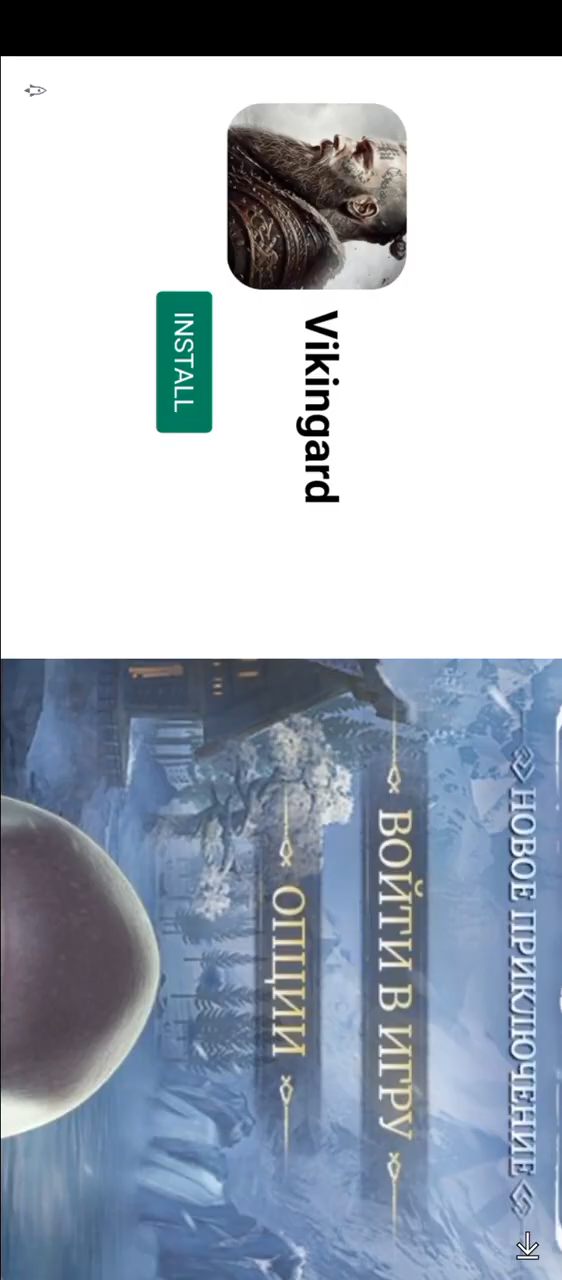 Vikingard
INSTALL
НОВОЕ ПРИКЛЮЧЕНИЕ
ВОЙТИ В ИГРУ
ОПЦИИ